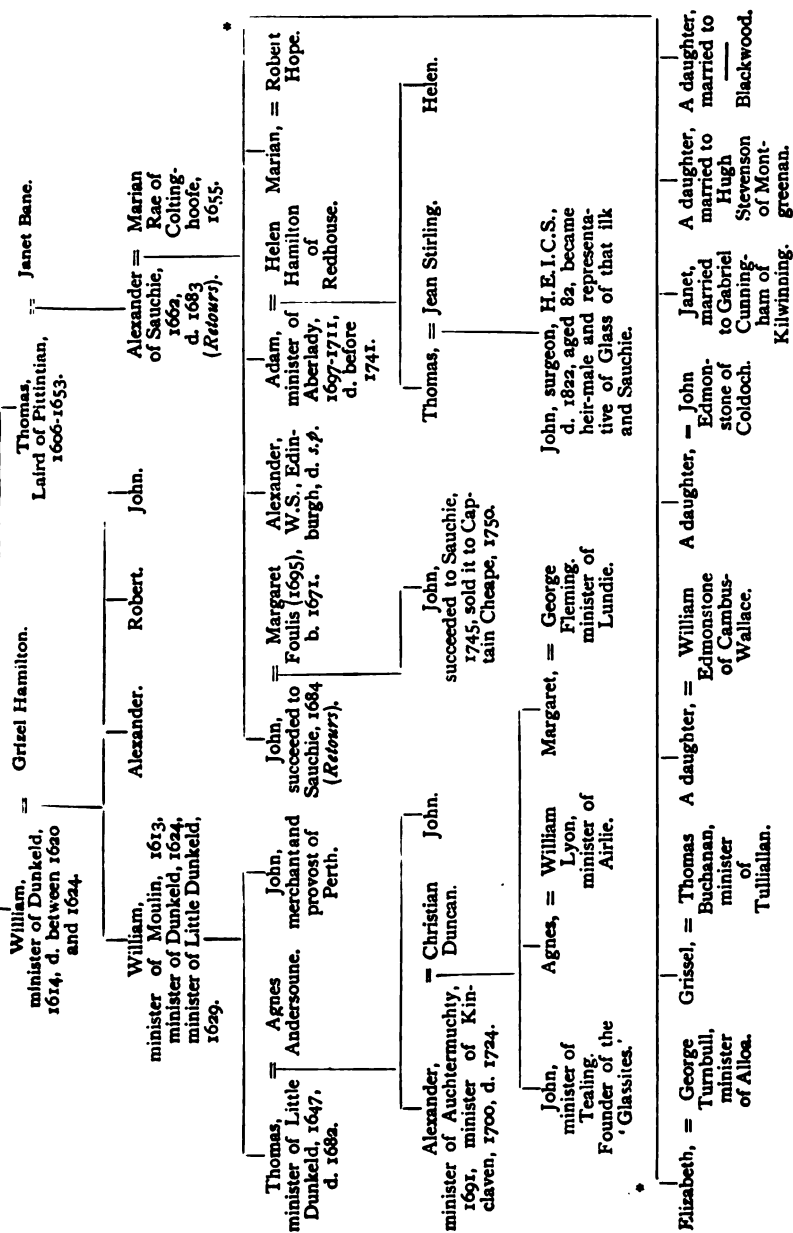 William,
minister of Dunkeld,
1614, d. between 1620
and 1624.
=
Grizel Hamilton.
Thomas,
Laird of Pittintian,
1606-1653.
=
Janet Bane.
William,
minister of Moulin, 1613,
minister of Dunkeld, 1624,
minister of Little Dunkeld,
1629.
Alexander.
Robert.
John.
Alexander
of Sauchie,
1662,
d. 1683
(Retours).
=
Marian
Rae of
Colting-
hoofe,
1655.
*
Thomas,
minister of Little
Dunkeld, 1647,
d. 1682.
=
Agnes
Andersoune.
John,
merchant and
provost of
Perth.
John,
succeeded to
Sauchie, 1684
(Retours).
=
Margaret
Foulis (1695),
b. 1671.
Alexander,
W.S., Edin-
burgh, d. s.p.
Adam,
minister of
Aberlady,
1697-1711,
d. before
1741.
=
Helen
Hamilton
of
Redhouse.
Marian,
=
Robert
Hope.
Alexander,
minister of Auchtermuchty,
1691, minister of Kin-
claven, 1700, d. 1724.
=
Christian
Duncan.
John.
John,
succeeded to Sauchie,
1745, sold it to Cap-
tain Cheape, 1750.
Thomas,
=
Jean Stirling.
Helen.
John,
minister of
Tealing.
Founder of the
‘Glassites.’
Agnes,
=
William
Lyon,
minister of
Airlie.
Margaret,
=
George
Fleming,
minister of
Lundie.
John, surgeon, H.E.I.C.S.,
d. 1822, aged 82, became
heir-male and representa-
tive of Glass of that ilk
and Sauchie.
*
Elizabeth,
=
George
Turnbull,
minister
of Alloa.
Grissel,
=
Thomas
Buchanan,
minister
of
Tulliallan.
A daughter,
=
William
Edmonstone
of Cambus-
Wallace.
A daughter,
=
John
Edmon-
stone of
Coldoch.
Janet,
married
to Gabriel
Cunning-
ham of
Kilwinning.
A daughter,
married to
Hugh
Stevenson
of Mont-
greenan.
A daughter,
married to
——
Blackwood.